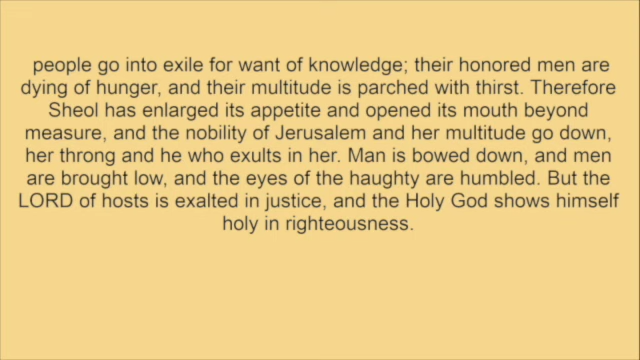 people go into exile for want of knowledge; their honored men are
dying of hunger, and their multitude is parched with thirst. Therefore
Sheol has enlarged its appetite and opened its mouth beyond
measure, and the nobility of Jerusalem and her multitude go down,
her throng and he who exults in her. Man is bowed down, and men
are brought low, and the eyes of the haughty are humbled. But the
LORD of hosts is exalted in justice, and the Holy God shows himself
holy in righteousness.